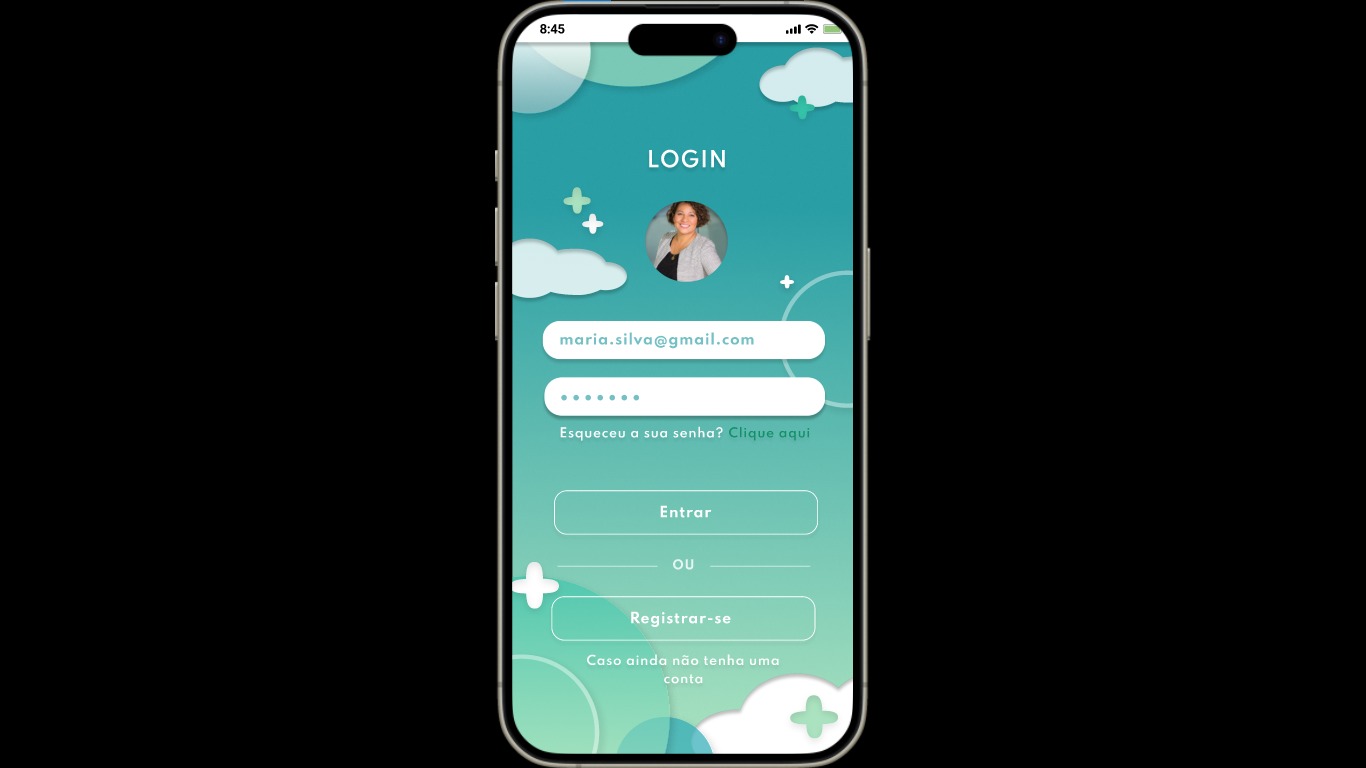 8:45
LOGIN
maria.silva@gmail.com
Esqueceu a sua senha? Clique aqui
Entrar
OU
Registrar-se
Caso ainda não tenha uma
conta